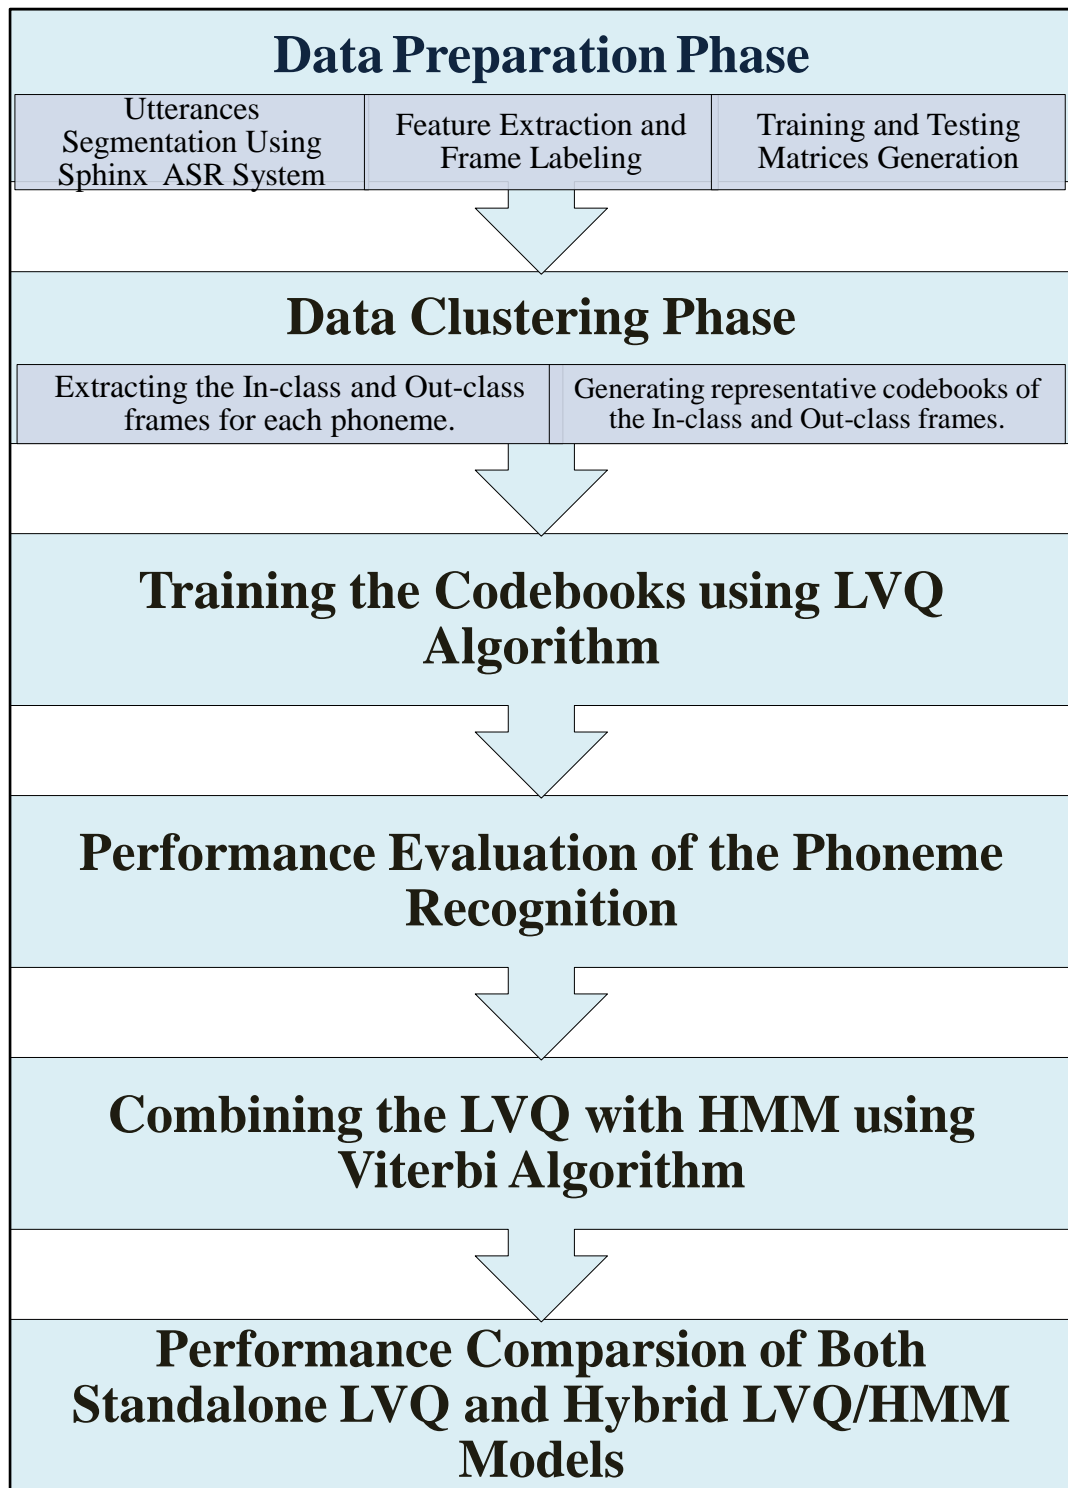 Data Preparation Phase
Utterances
Segmentation Using
Sphinx ASR System
Feature Extraction and
Frame Labeling
Training and Testing
Matrices Generation
Data Clustering Phase
Extracting the In-class and Out-class
frames for each phoneme.
Generating representative codebooks of
the In-class and Out-class frames.
Training the Codebooks using LVQ
Algorithm
Performance Evaluation of the Phoneme
Recognition
Combining the LVQ with HMM using
Viterbi Algorithm
Performance Comparsion of Both
Standalone LVQ and Hybrid LVQ/HMM
Models